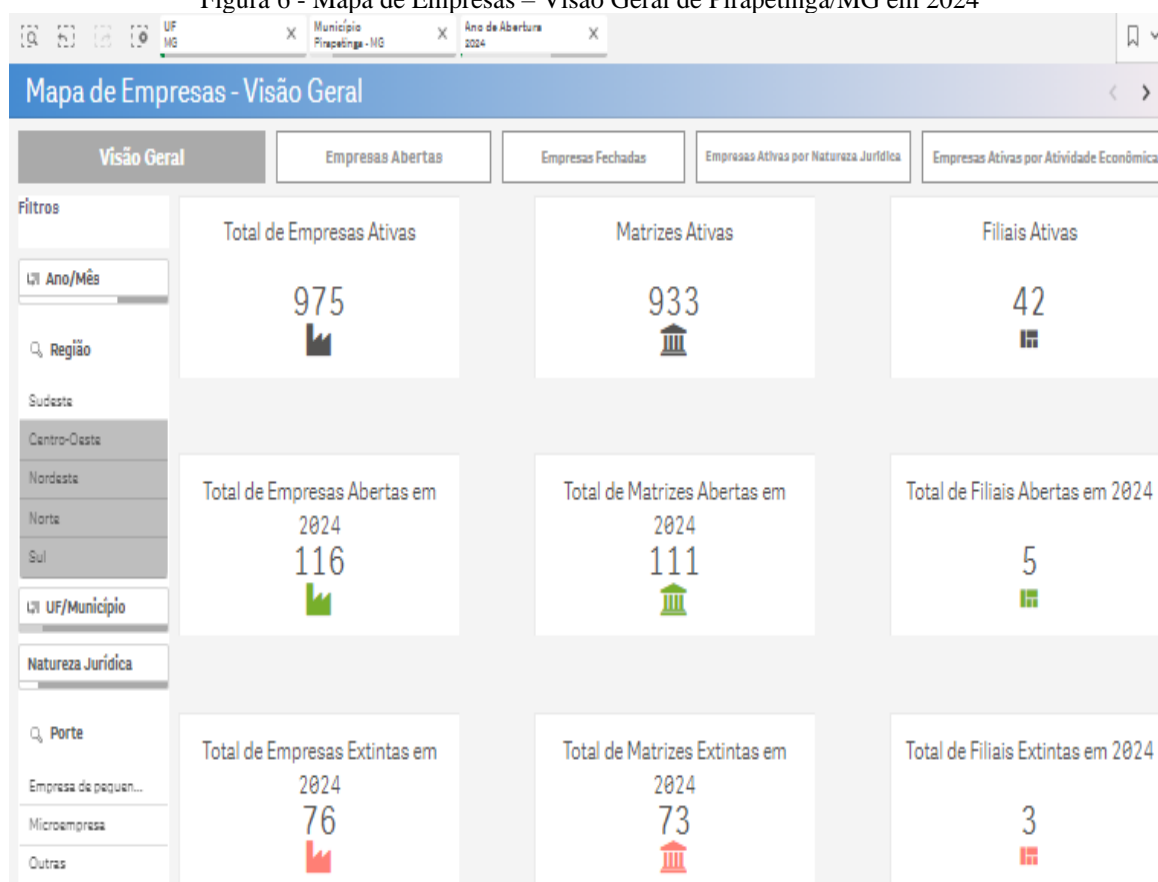 Figura 6 - Mapa de Empresas – Visão Geral de Pirapetinga/MG em 2024
UF
MG
Município
Pirapetinga - MG
Ano de Abertura
2024
Mapa de Empresas - Visão Geral
Visão Geral
Empresas Abertas
Empresas Fechadas
Empresas Ativas por Natureza Jurídica
Empresas Ativas por Atividade Econômica
Filtros
Ano/Mês
Região
Sudeste
Centro-Oeste
Nordeste
Norte
Sul
UF/Município
Natureza Jurídica
Porte
Empresa de pequen...
Microempresa
Outras
Total de Empresas Ativas
975
Matrizes Ativas
933
Filiais Ativas
42
Total de Empresas Abertas em
2024
116
Total de Matrizes Abertas em
2024
111
Total de Filiais Abertas em 2024
5
Total de Empresas Extintas em
2024
76
Total de Matrizes Extintas em
2024
73
Total de Filiais Extintas em 2024
3